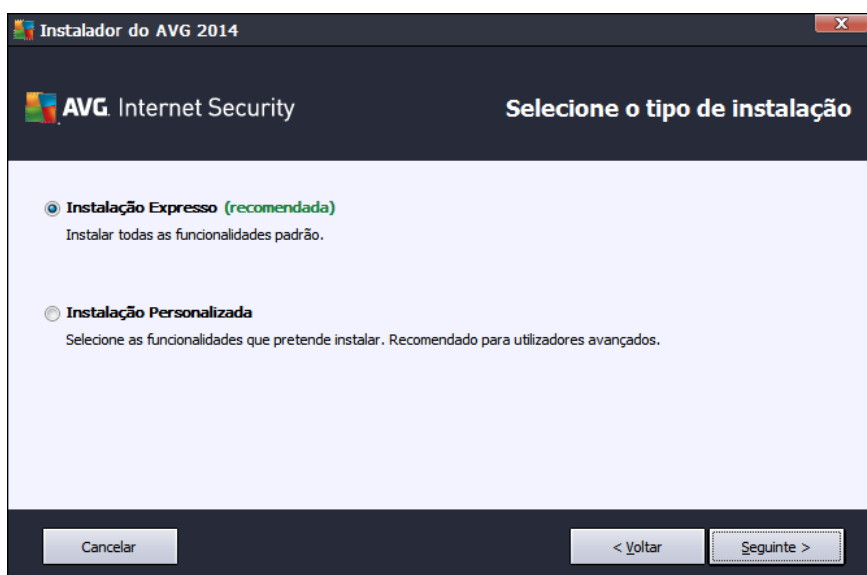 Instalador do AVG 2014
X
AVG. Internet Security
Selecione o tipo de instalação
Instalação Expresso (recomendada)
Instalar todas as funcionalidades padrão.
Instalação Personalizada
Selecione as funcionalidades que pretende instalar. Recomendado para utilizadores avançados.
Cancelar
< Voltar
Seguinte >